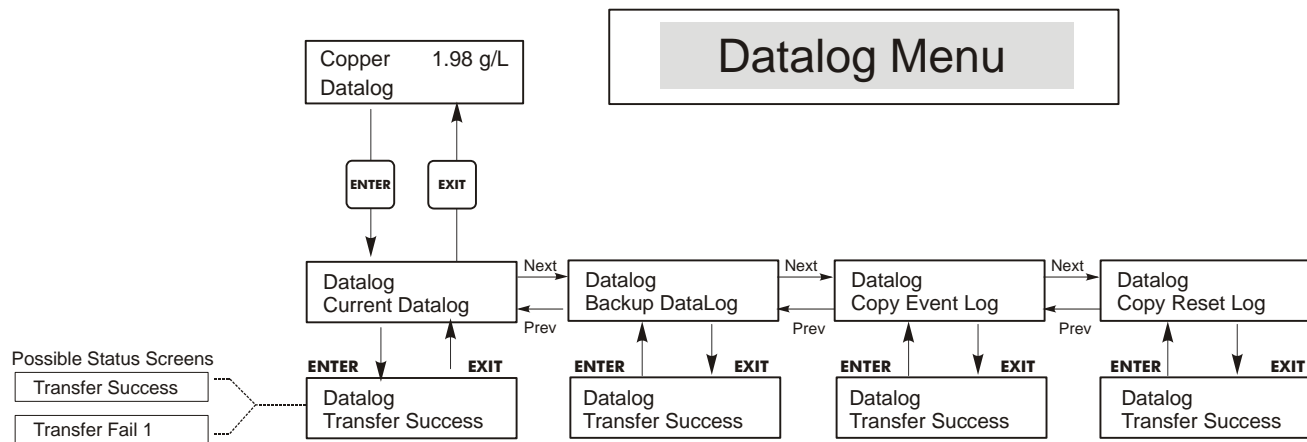 Datalog Menu
Copper 1.98 g/L
Datalog
ENTER EXIT
Datalog
Current Datalog
Next
Prev
Datalog
Backup DataLog
Next
Prev
Datalog
Copy Event Log
Next
Prev
Datalog
Copy Reset Log
Possible Status Screens
Transfer Success
Transfer Fail 1
ENTER EXIT
Datalog
Transfer Success
ENTER EXIT
Datalog
Transfer Success
ENTER EXIT
Datalog
Transfer Success
ENTER EXIT
Datalog
Transfer Success